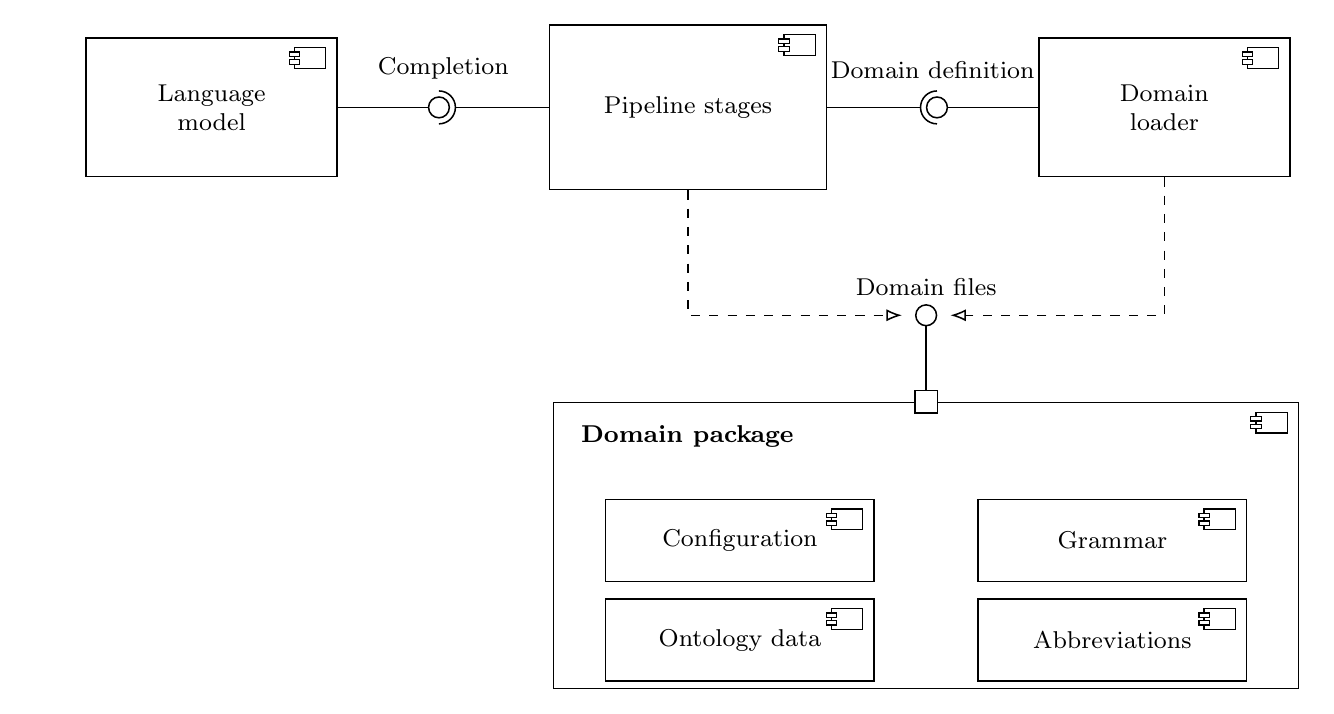 Completion
Domain definition
Language
model
Pipeline stages
Domain
loader
Domain files
Domain package
Configuration
Grammar
Ontology data
Abbreviations